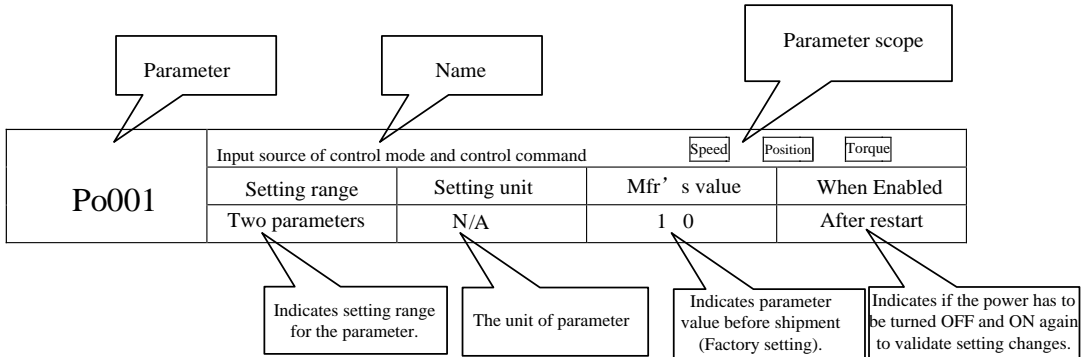 Parameter scope
Parameter
Name
Input source of control mode and control command
Speed
Position
Torque
Po001
Setting range
Setting unit
Mfr’s value
When Enabled
Two parameters
N/A
1 0
After restart
Indicates setting range
for the parameter.
The unit of parameter
Indicates parameter
value before shipment
(Factory setting).
Indicates if the power has to
be turned OFF and ON again
to validate setting changes.